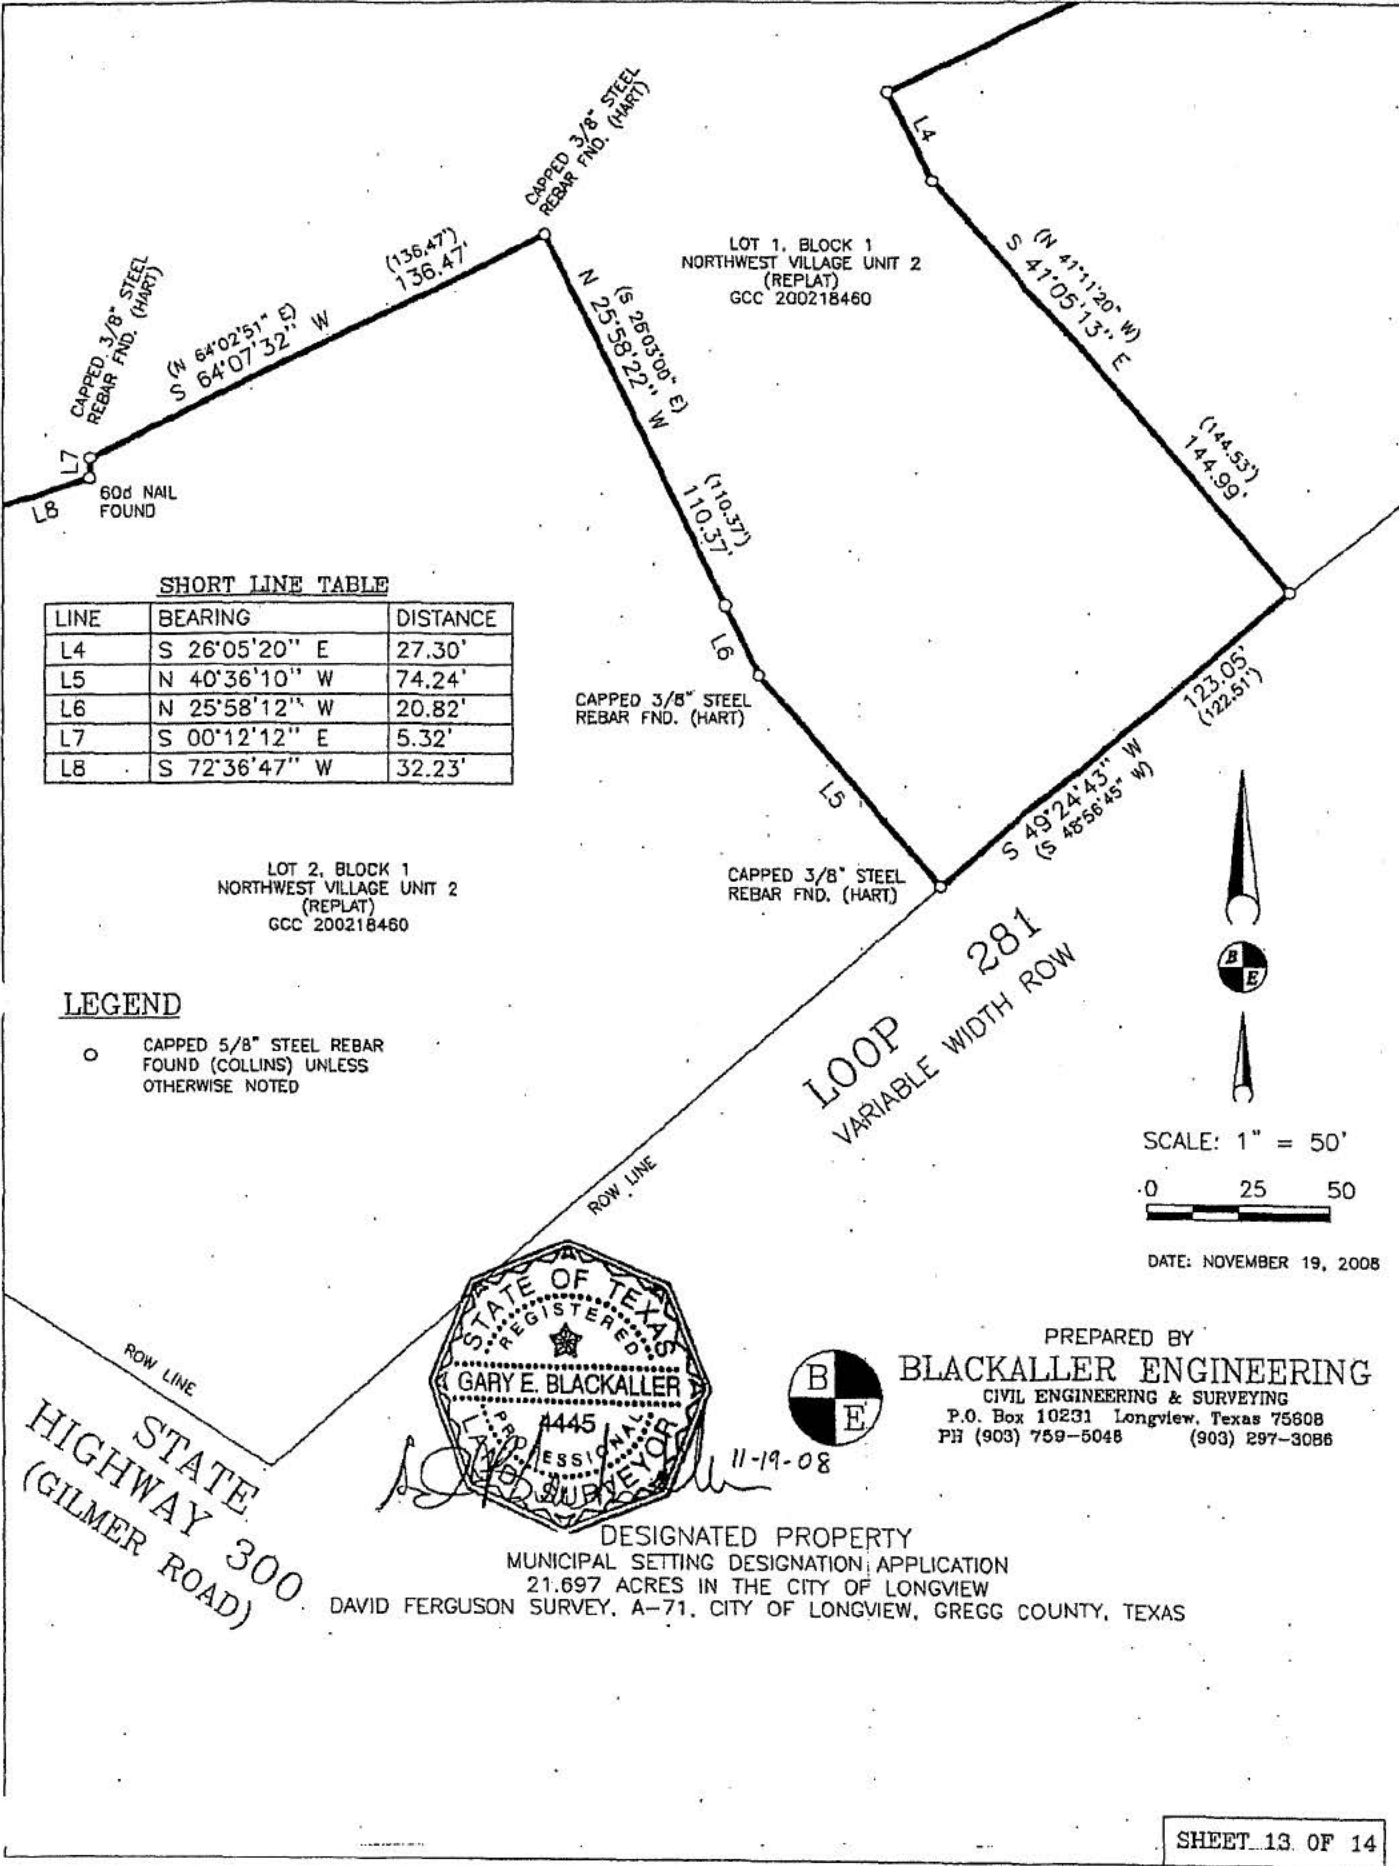 CAPPED 3/8" STEEL
REBAR FND. (HART)
L4
LOT 1, BLOCK 1
NORTHWEST VILLAGE UNIT 2
(REPLAT)
GCC 200218460
(N 41°11'20" W)
S 41°05'13" E
(136.47')
136.47'
CAPPED 3/8" STEEL
REBAR FND. (HART)
(N 64°02'51" E)
S 64°07'32" W
(S 26°03'00" E)
N 25°58'22" W
(144.53')
144.99'
L7
60d NAIL
FOUND
L8
(110.37')
110.37'
SHORT LINE TABLE
LINE BEARING DISTANCE
L4 S 26°05'20" E 27.30'
L5 N 40°36'10" W 74.24'
L6 N 25°58'12" W 20.82'
L7 S 00°12'12" E 5.32'
L8 S 72°36'47" W 32.23'
L6
CAPPED 3/8" STEEL
REBAR FND. (HART)
123.05'
(122.51')
L5
S 49°24'43" W
(S 48°56'45" W)
LOT 2, BLOCK 1
NORTHWEST VILLAGE UNIT 2
(REPLAT)
GCC 200218460
CAPPED 3/8" STEEL
REBAR FND. (HART)
B
E
LEGEND
CAPPED 5/8" STEEL REBAR
FOUND (COLLINS) UNLESS
OTHERWISE NOTED
LOOP 281
VARIABLE WIDTH ROW
SCALE: 1" = 50'
0 25 50
ROW LINE
DATE: NOVEMBER 19, 2008
STATE OF TEXAS
REGISTERED
GARY E. BLACKALLER
4445
PROFESSIONAL
LAND SURVEYOR
11-19-08
ROW LINE
STATE
HIGHWAY 300
(GILMER ROAD)
B
E
PREPARED BY
BLACKALLER ENGINEERING
CIVIL ENGINEERING & SURVEYING
P.O. Box 10231 Longview, Texas 75608
PH (903) 759-5048 (903) 297-3086
DESIGNATED PROPERTY
MUNICIPAL SETTING DESIGNATION APPLICATION
21.697 ACRES IN THE CITY OF LONGVIEW
DAVID FERGUSON SURVEY, A-71, CITY OF LONGVIEW, GREGG COUNTY, TEXAS
SHEET 13 OF 14